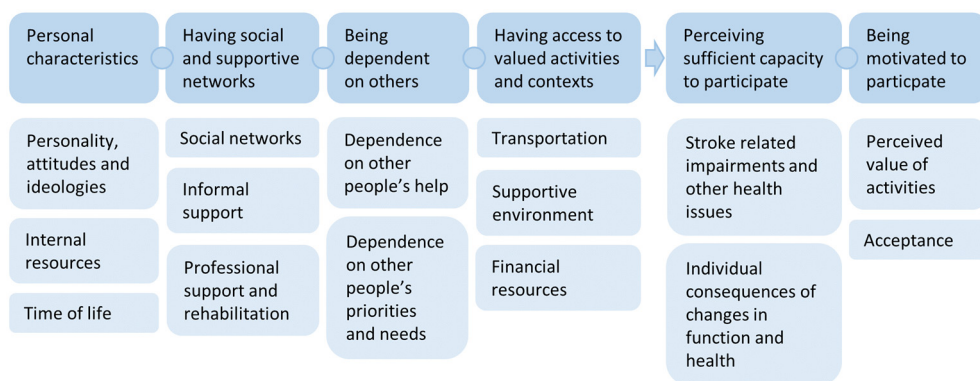 Personal
characteristics
Having social
and supportive
networks
Being
dependent
on others
Having access to
valued activities
and contexts
Perceiving
sufficient capacity
to participate
Being
motivated to
particpate
Personality,
attitudes and
ideologies
Internal
resources
Time of life
Social networks
Informal
support
Professional
support and
rehabilitation
Dependence
on other
people's help
Dependence
on other
people's
priorities
and needs
Transportation
Supportive
environment
Financial
resources
Stroke related
impairments and
other health
issues
Individual
consequences of
changes in
function and
health
Perceived
value of
activities
Acceptance